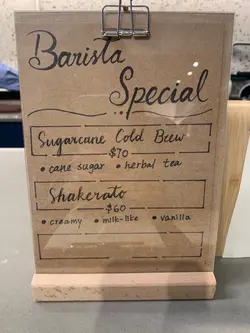 Barista
Special
Sugarcane Cold Brew
$70
• cane sugar • herbal tea
Shakerato
$60
• creamy • milk-like • vanilla